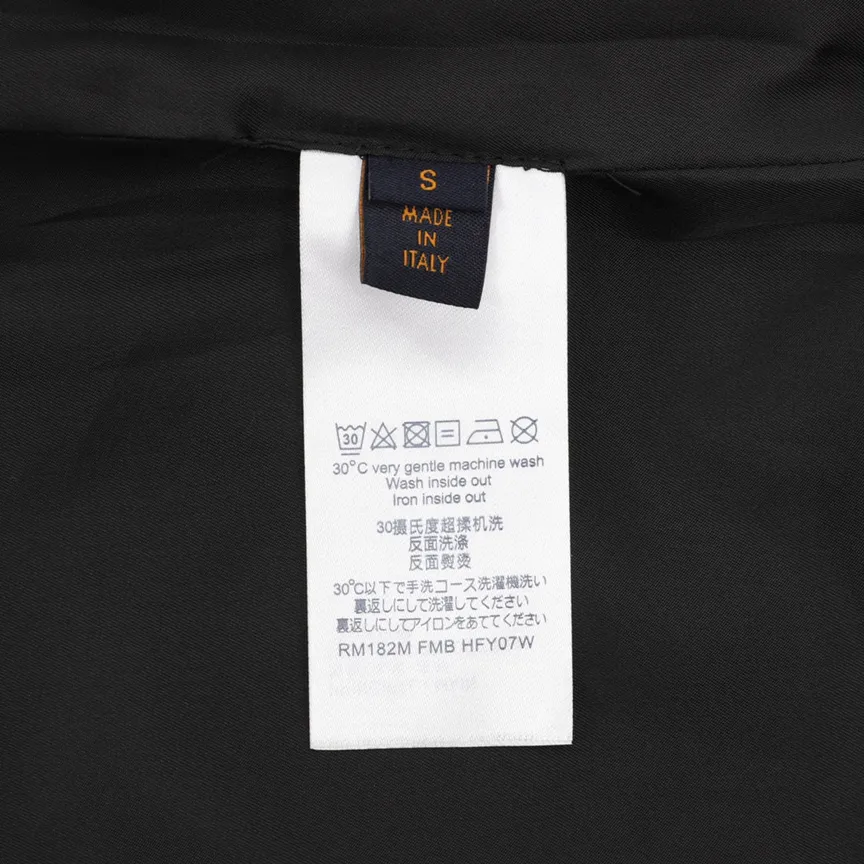 S
MADE
IN
ITALY
30
30°C very gentle machine wash
Wash inside out
Iron inside out
30摄氏度超揉机洗
反面洗涤
反面熨烫
30℃以下で手洗コース洗濯機洗い
裏返しにして洗濯してください
裏返しにしてアイロンをあててください
RM182M FMB HFY07W